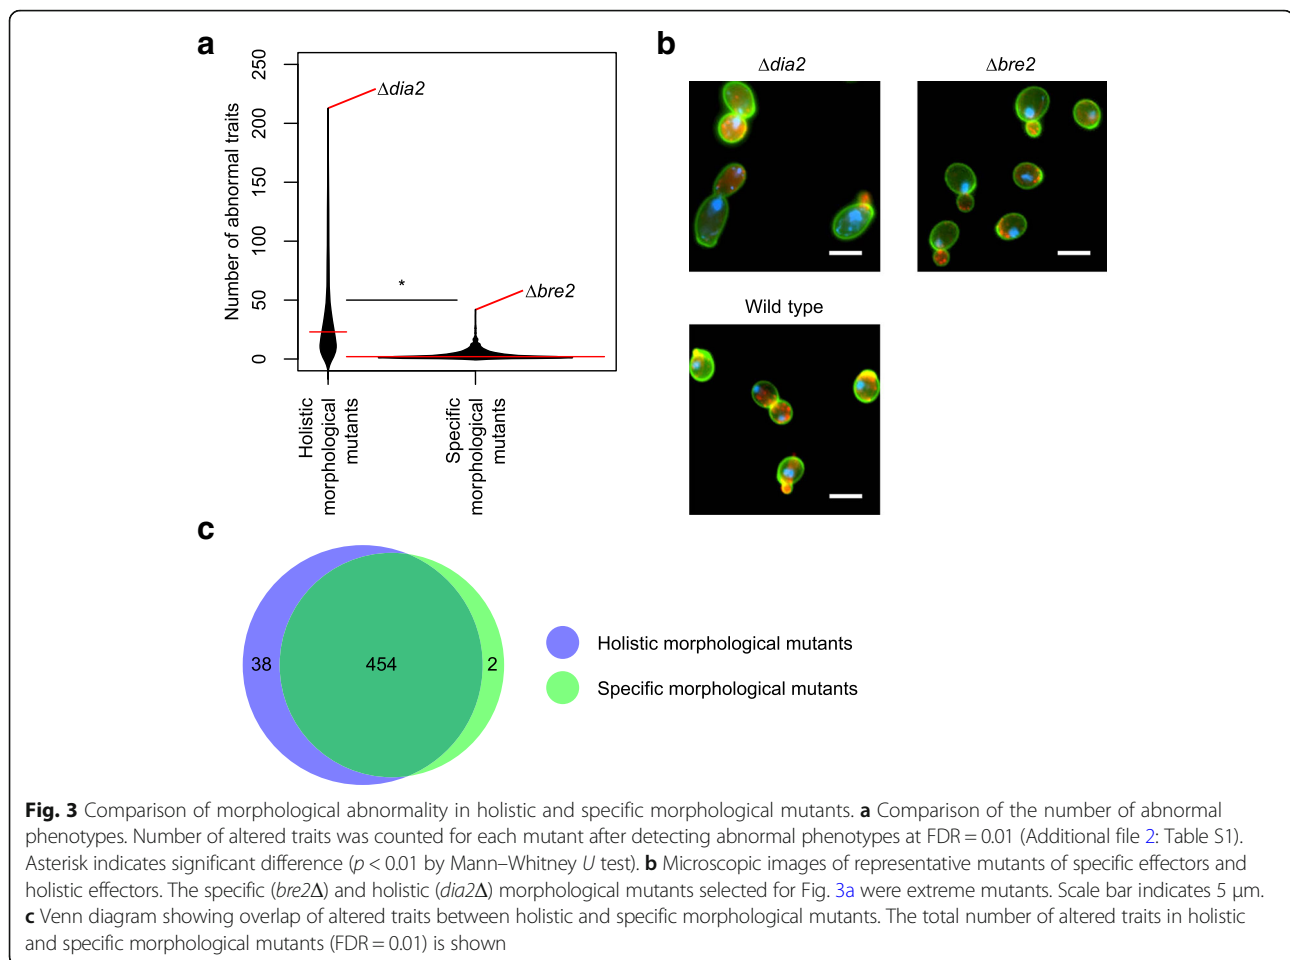 a
250
200
150
100
50
0
Number of abnormal traits
Δdia2
*
Δbre2
Holistic
morphological
mutants
Specific
morphological
mutants
b
Δdia2
Δbre2
Wild type
c
38
454
2
Holistic morphological mutants
Specific morphological mutants
Fig. 3 Comparison of morphological abnormality in holistic and specific morphological mutants. a Comparison of the number of abnormal
phenotypes. Number of altered traits was counted for each mutant after detecting abnormal phenotypes at FDR = 0.01 (Additional file 2: Table S1).
Asterisk indicates significant difference (p < 0.01 by Mann–Whitney U test). b Microscopic images of representative mutants of specific effectors and
holistic effectors. The specific (bre2Δ) and holistic (dia2Δ) morphological mutants selected for Fig. 3a were extreme mutants. Scale bar indicates 5 μm.
c Venn diagram showing overlap of altered traits between holistic and specific morphological mutants. The total number of altered traits in holistic
and specific morphological mutants (FDR = 0.01) is shown